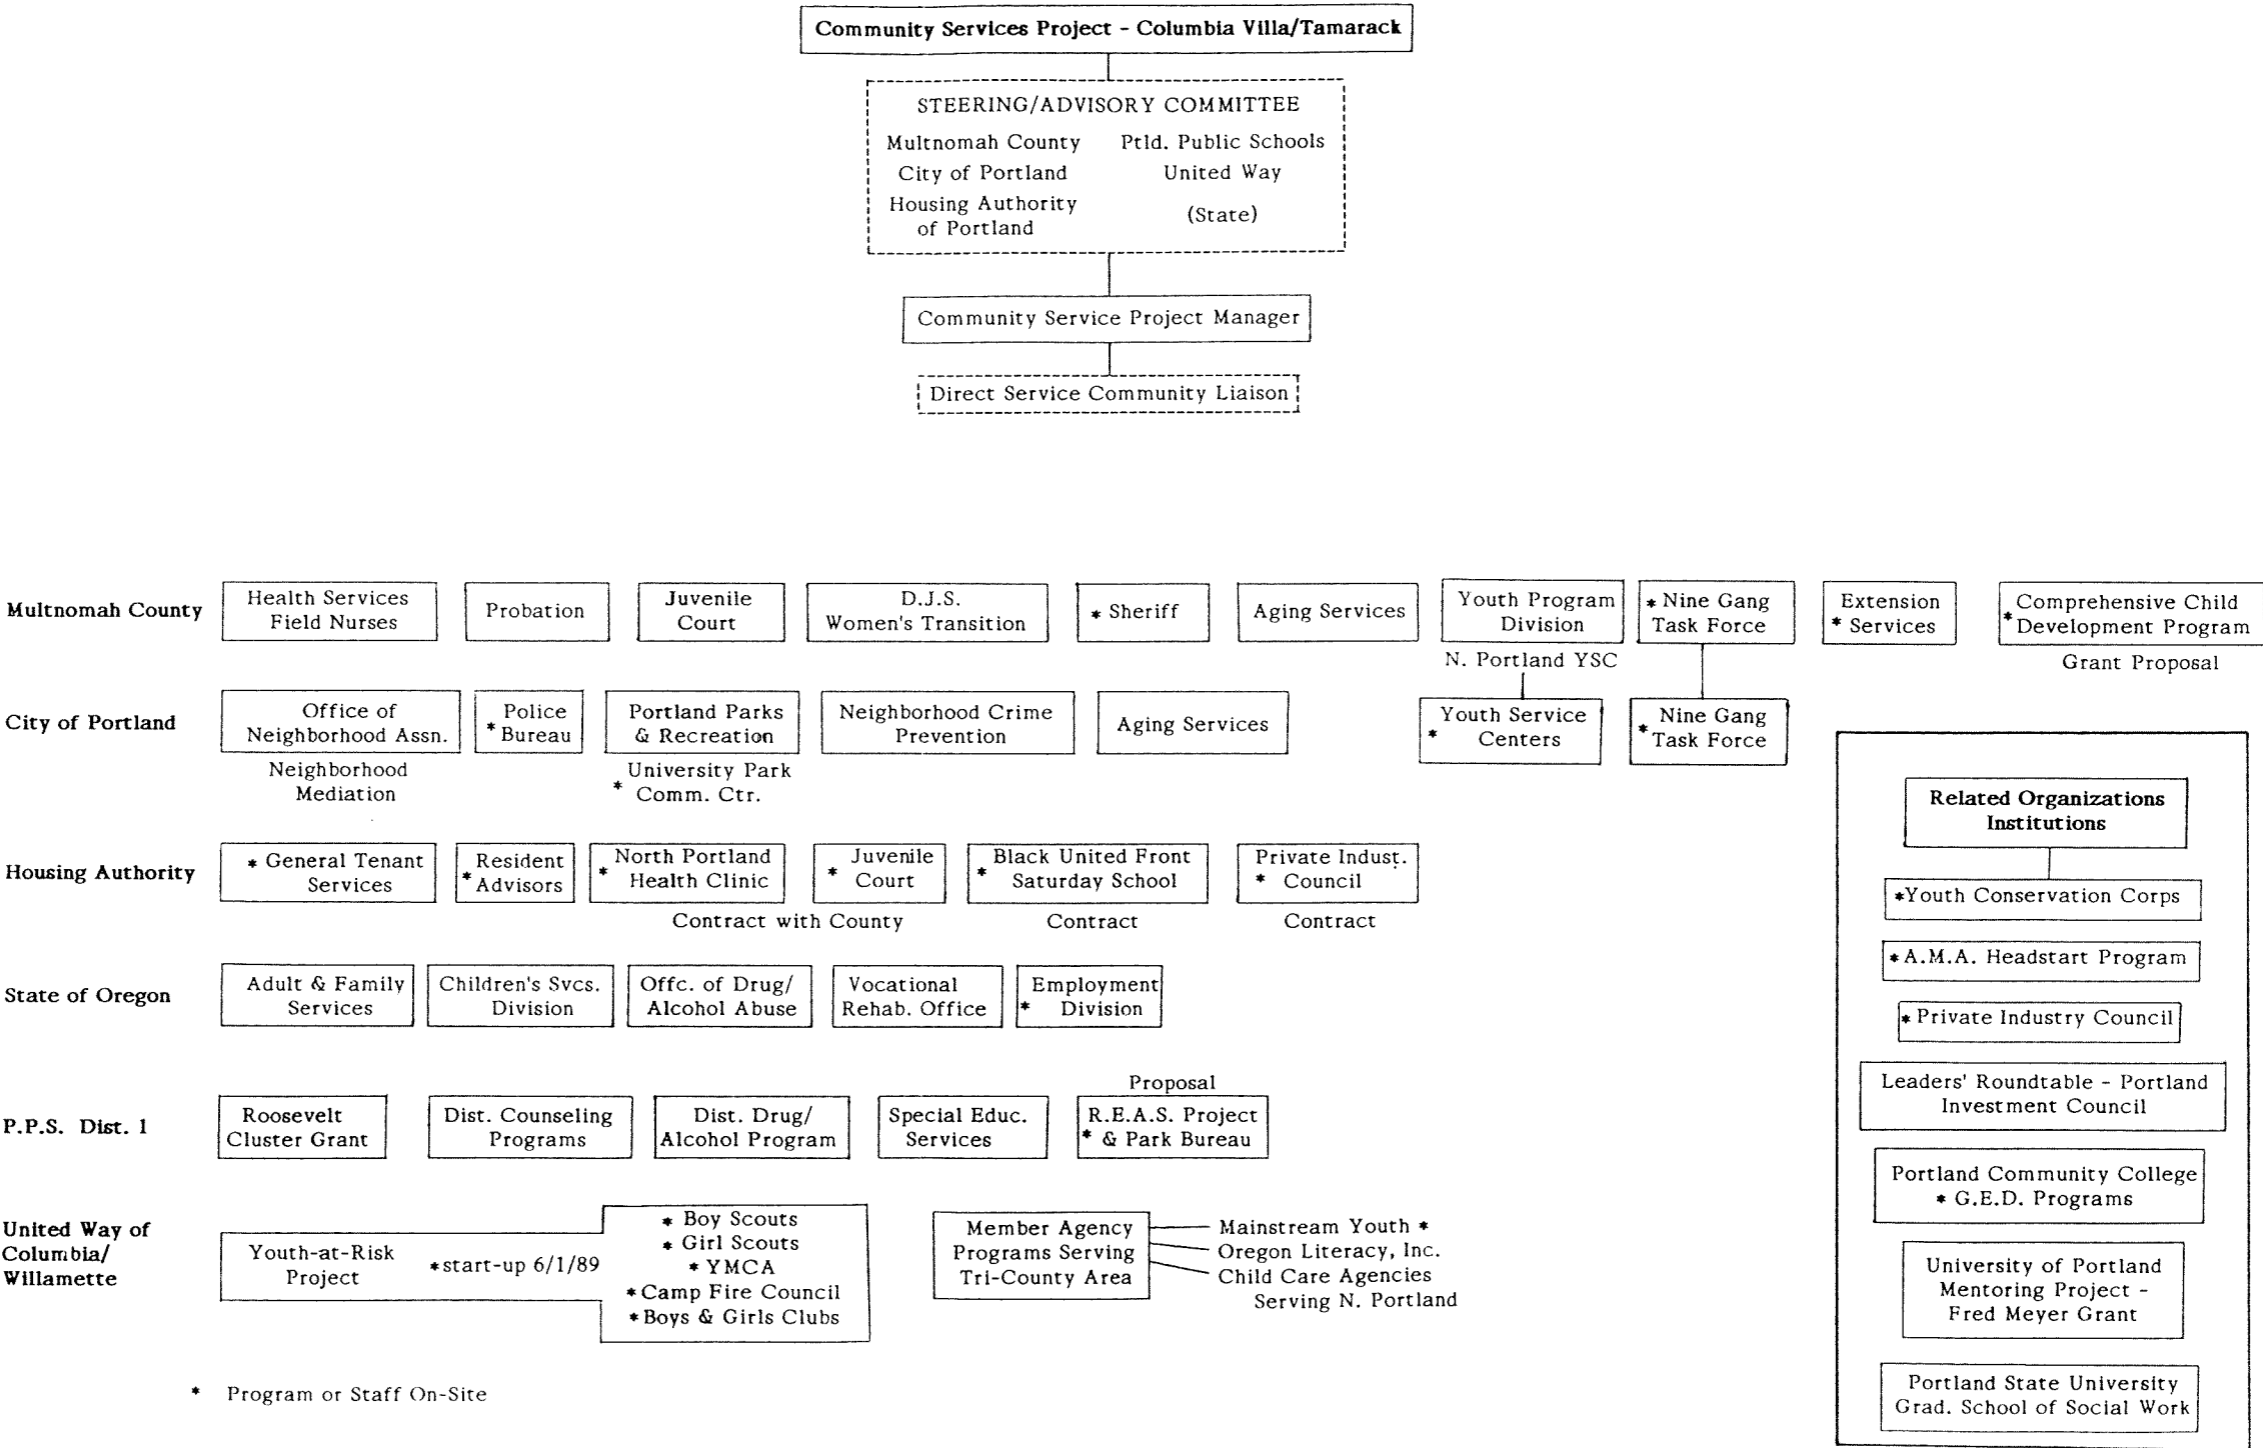 Community Services Project - Columbia Villa/Tamarack
STEERING/ADVISORY COMMITTEE
Multnomah County
Ptld. Public Schools
City of Portland
United Way
Housing Authority
of Portland
(State)
Community Service Project Manager
Direct Service Community Liaison
Multnomah County
Health Services
Field Nurses
Probation
Juvenile
Court
D.J.S.
Women's Transition
* Sheriff
Aging Services
Youth Program
Division
N. Portland YSC
* Nine Gang
Task Force
Extension
* Services
Comprehensive Child
* Development Program
Grant Proposal
City of Portland
Office of
Neighborhood Assn.
Neighborhood
Mediation
Police
* Bureau
Portland Parks
& Recreation
University Park
* Comm. Ctr.
Neighborhood Crime
Prevention
Aging Services
Youth Service
* Centers
Nine Gang
* Task Force
Housing Authority
* General Tenant
Services
Resident
* Advisors
North Portland
* Health Clinic
Juvenile
* Court
Contract with County
Black United Front
* Saturday School
Contract
Private Indust.
* Council
Contract
State of Oregon
Adult & Family
Services
Children's Svcs.
Division
Offc. of Drug/
Alcohol Abuse
Vocational
Rehab. Office
Employment
* Division
P.P.S. Dist. 1
Roosevelt
Cluster Grant
Dist. Counseling
Programs
Dist. Drug/
Alcohol Program
Special Educ.
Services
Proposal
R.E.A.S. Project
* & Park Bureau
United Way of
Columbia/
Willamette
Youth-at-Risk
Project
*start-up 6/1/89
* Boy Scouts
* Girl Scouts
* YMCA
* Camp Fire Council
* Boys & Girls Clubs
Member Agency
Programs Serving
Tri-County Area
Mainstream Youth *
Oregon Literacy, Inc.
Child Care Agencies
Serving N. Portland
Related Organizations
Institutions
*Youth Conservation Corps
* A.M.A. Headstart Program
* Private Industry Council
Leaders' Roundtable - Portland
Investment Council
Portland Community College
* G.E.D. Programs
University of Portland
Mentoring Project -
Fred Meyer Grant
Portland State University
Grad. School of Social Work
* Program or Staff On-Site